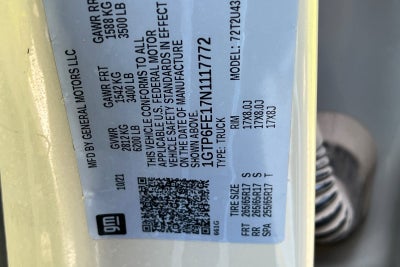 MFD BY GENERAL MOTORS LLC
10/21
GVWR
2812 KG
6200 LB
GAWR FRT
1542 KG
3400 LB
GAWR RR
1588 KG
3500 LB
THIS VEHICLE CONFORMS TO ALL
APPLICABLE U.S. FEDERAL MOTOR
VEHICLE SAFETY STANDARDS IN EFFECT
ON THE DATE OF MANUFACTURE
SHOWN ABOVE.
1GTP6FE17N1117772
TYPE: TRUCK
72T2U43
TIRE SIZE RIM
FRT 265/65R17 S 17X8.0J
RR 265/65R17 S 17X8.0J
SPA 255/65R17 T 17X8J
gm
661G